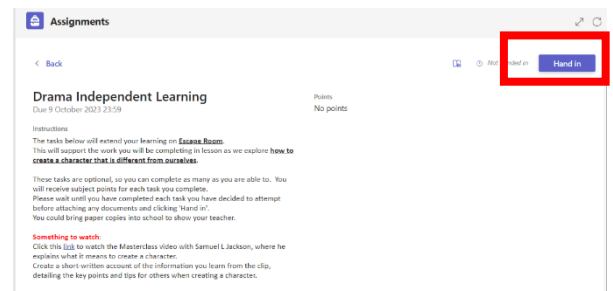 Assignments
< Back
Not handed in
Hand in
Drama Independent Learning
Due 9 October 2023 23:59
Points
No points
Instructions
The tasks below will extend your learning on Escape Room.
This will support the work you will be completing in lesson as we explore how to
create a character that is different from ourselves.
These tasks are optional, so you can complete as many as you are able to. You
will receive subject points for each task you complete.
Please wait until you have completed each task you have decided to attempt
before attaching any documents and clicking 'Hand in'.
You could bring paper copies into school to show your teacher.
Something to watch:
Click this link to watch the Masterclass video with Samuel L Jackson, where he
explains what it means to create a character.
Create a short-written account of the information you learn from the clip,
detailing the key points and tips for others when creating a character.